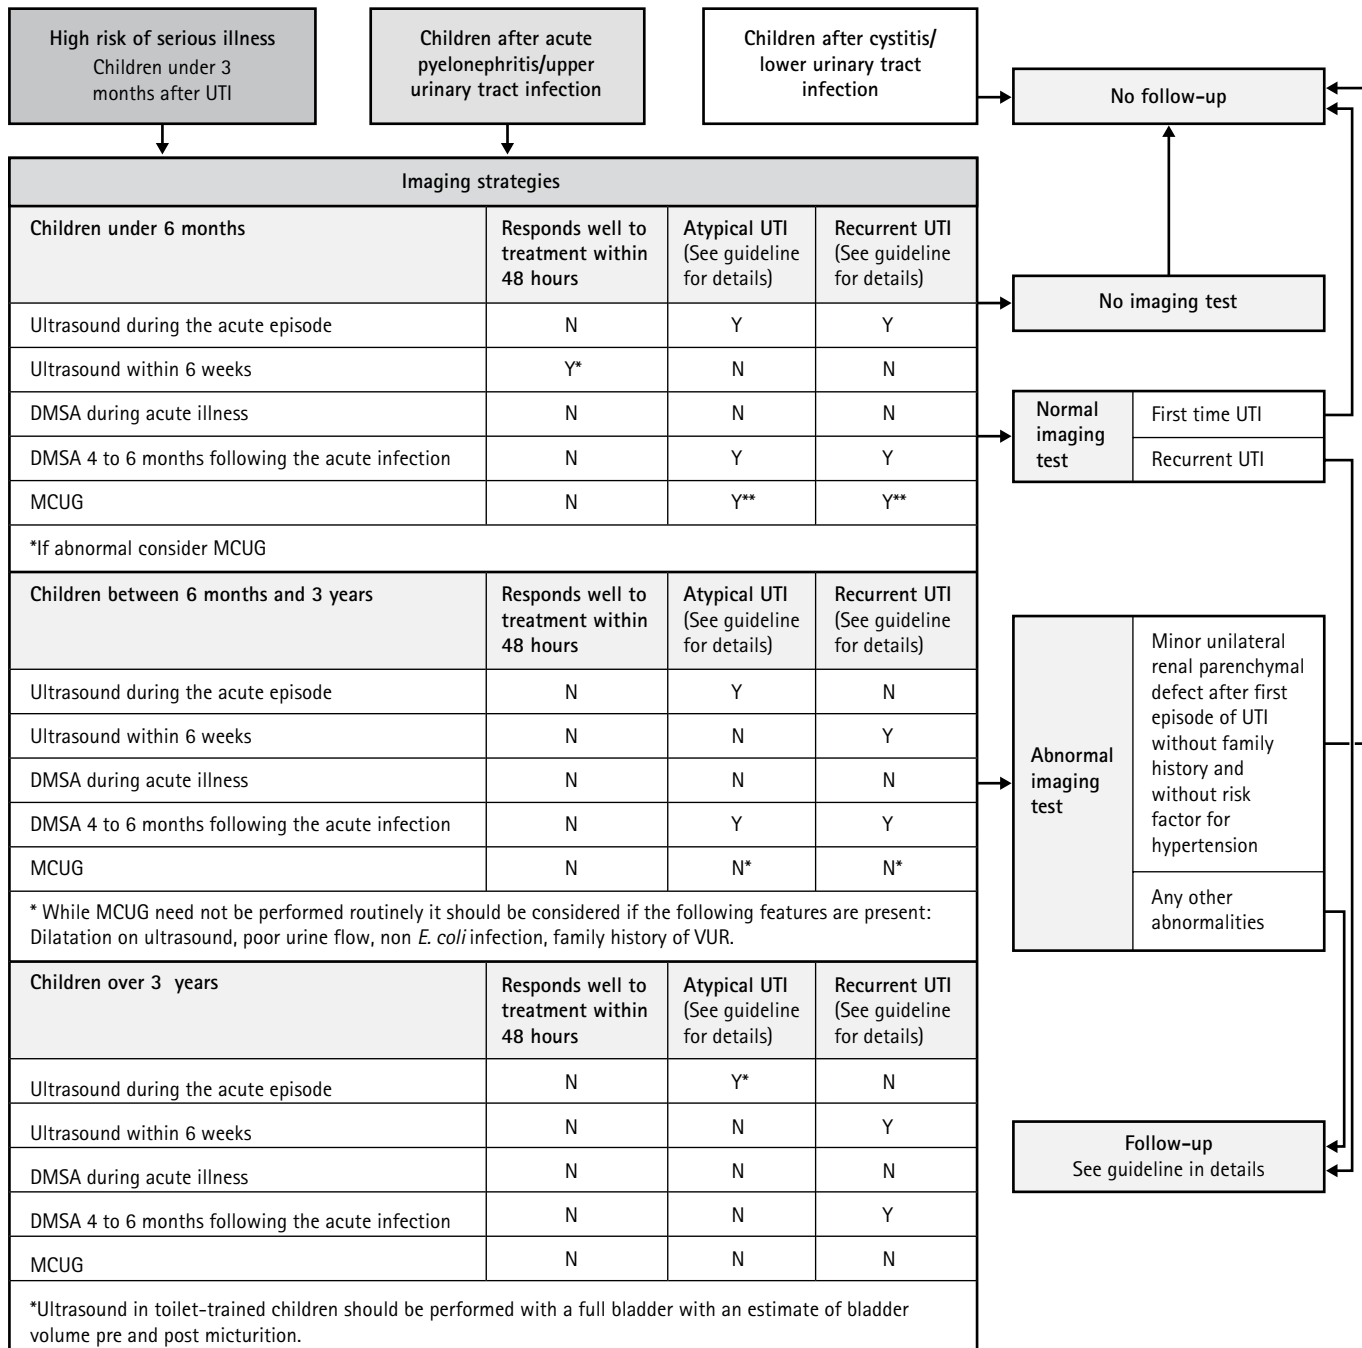 High risk of serious illness
Children under 3
months after UTI
Children after acute
pyelonephritis/upper
urinary tract infection
Children after cystitis/
lower urinary tract
infection
No follow-up
Imaging strategies
Children under 6 months
Responds well to
treatment within
48 hours
Atypical UTI
(See guideline
for details)
Recurrent UTI
(See guideline
for details)
Ultrasound during the acute episode N Y Y
Ultrasound within 6 weeks Y* N N
DMSA during acute illness N N N
DMSA 4 to 6 months following the acute infection N Y Y
MCUG N Y** Y**
*If abnormal consider MCUG
Children between 6 months and 3 years
Responds well to
treatment within
48 hours
Atypical UTI
(See guideline
for details)
Recurrent UTI
(See guideline
for details)
Ultrasound during the acute episode N Y N
Ultrasound within 6 weeks N N Y
DMSA during acute illness N N N
DMSA 4 to 6 months following the acute infection N Y Y
MCUG N N* N*
* While MCUG need not be performed routinely it should be considered if the following features are present:
Dilatation on ultrasound, poor urine flow, non E. coli infection, family history of VUR.
Children over 3 years
Responds well to
treatment within
48 hours
Atypical UTI
(See guideline
for details)
Recurrent UTI
(See guideline
for details)
Ultrasound during the acute episode N Y* N
Ultrasound within 6 weeks N N Y
DMSA during acute illness N N N
DMSA 4 to 6 months following the acute infection N N Y
MCUG N N N
*Ultrasound in toilet-trained children should be performed with a full bladder with an estimate of bladder
volume pre and post micturition.
No imaging test
Normal
imaging
test
First time UTI
Recurrent UTI
Abnormal
imaging
test
Minor unilateral
renal parenchymal
defect after first
episode of UTI
without family
history and
without risk
factor for
hypertension
Any other
abnormalities
Follow-up
See guideline in details